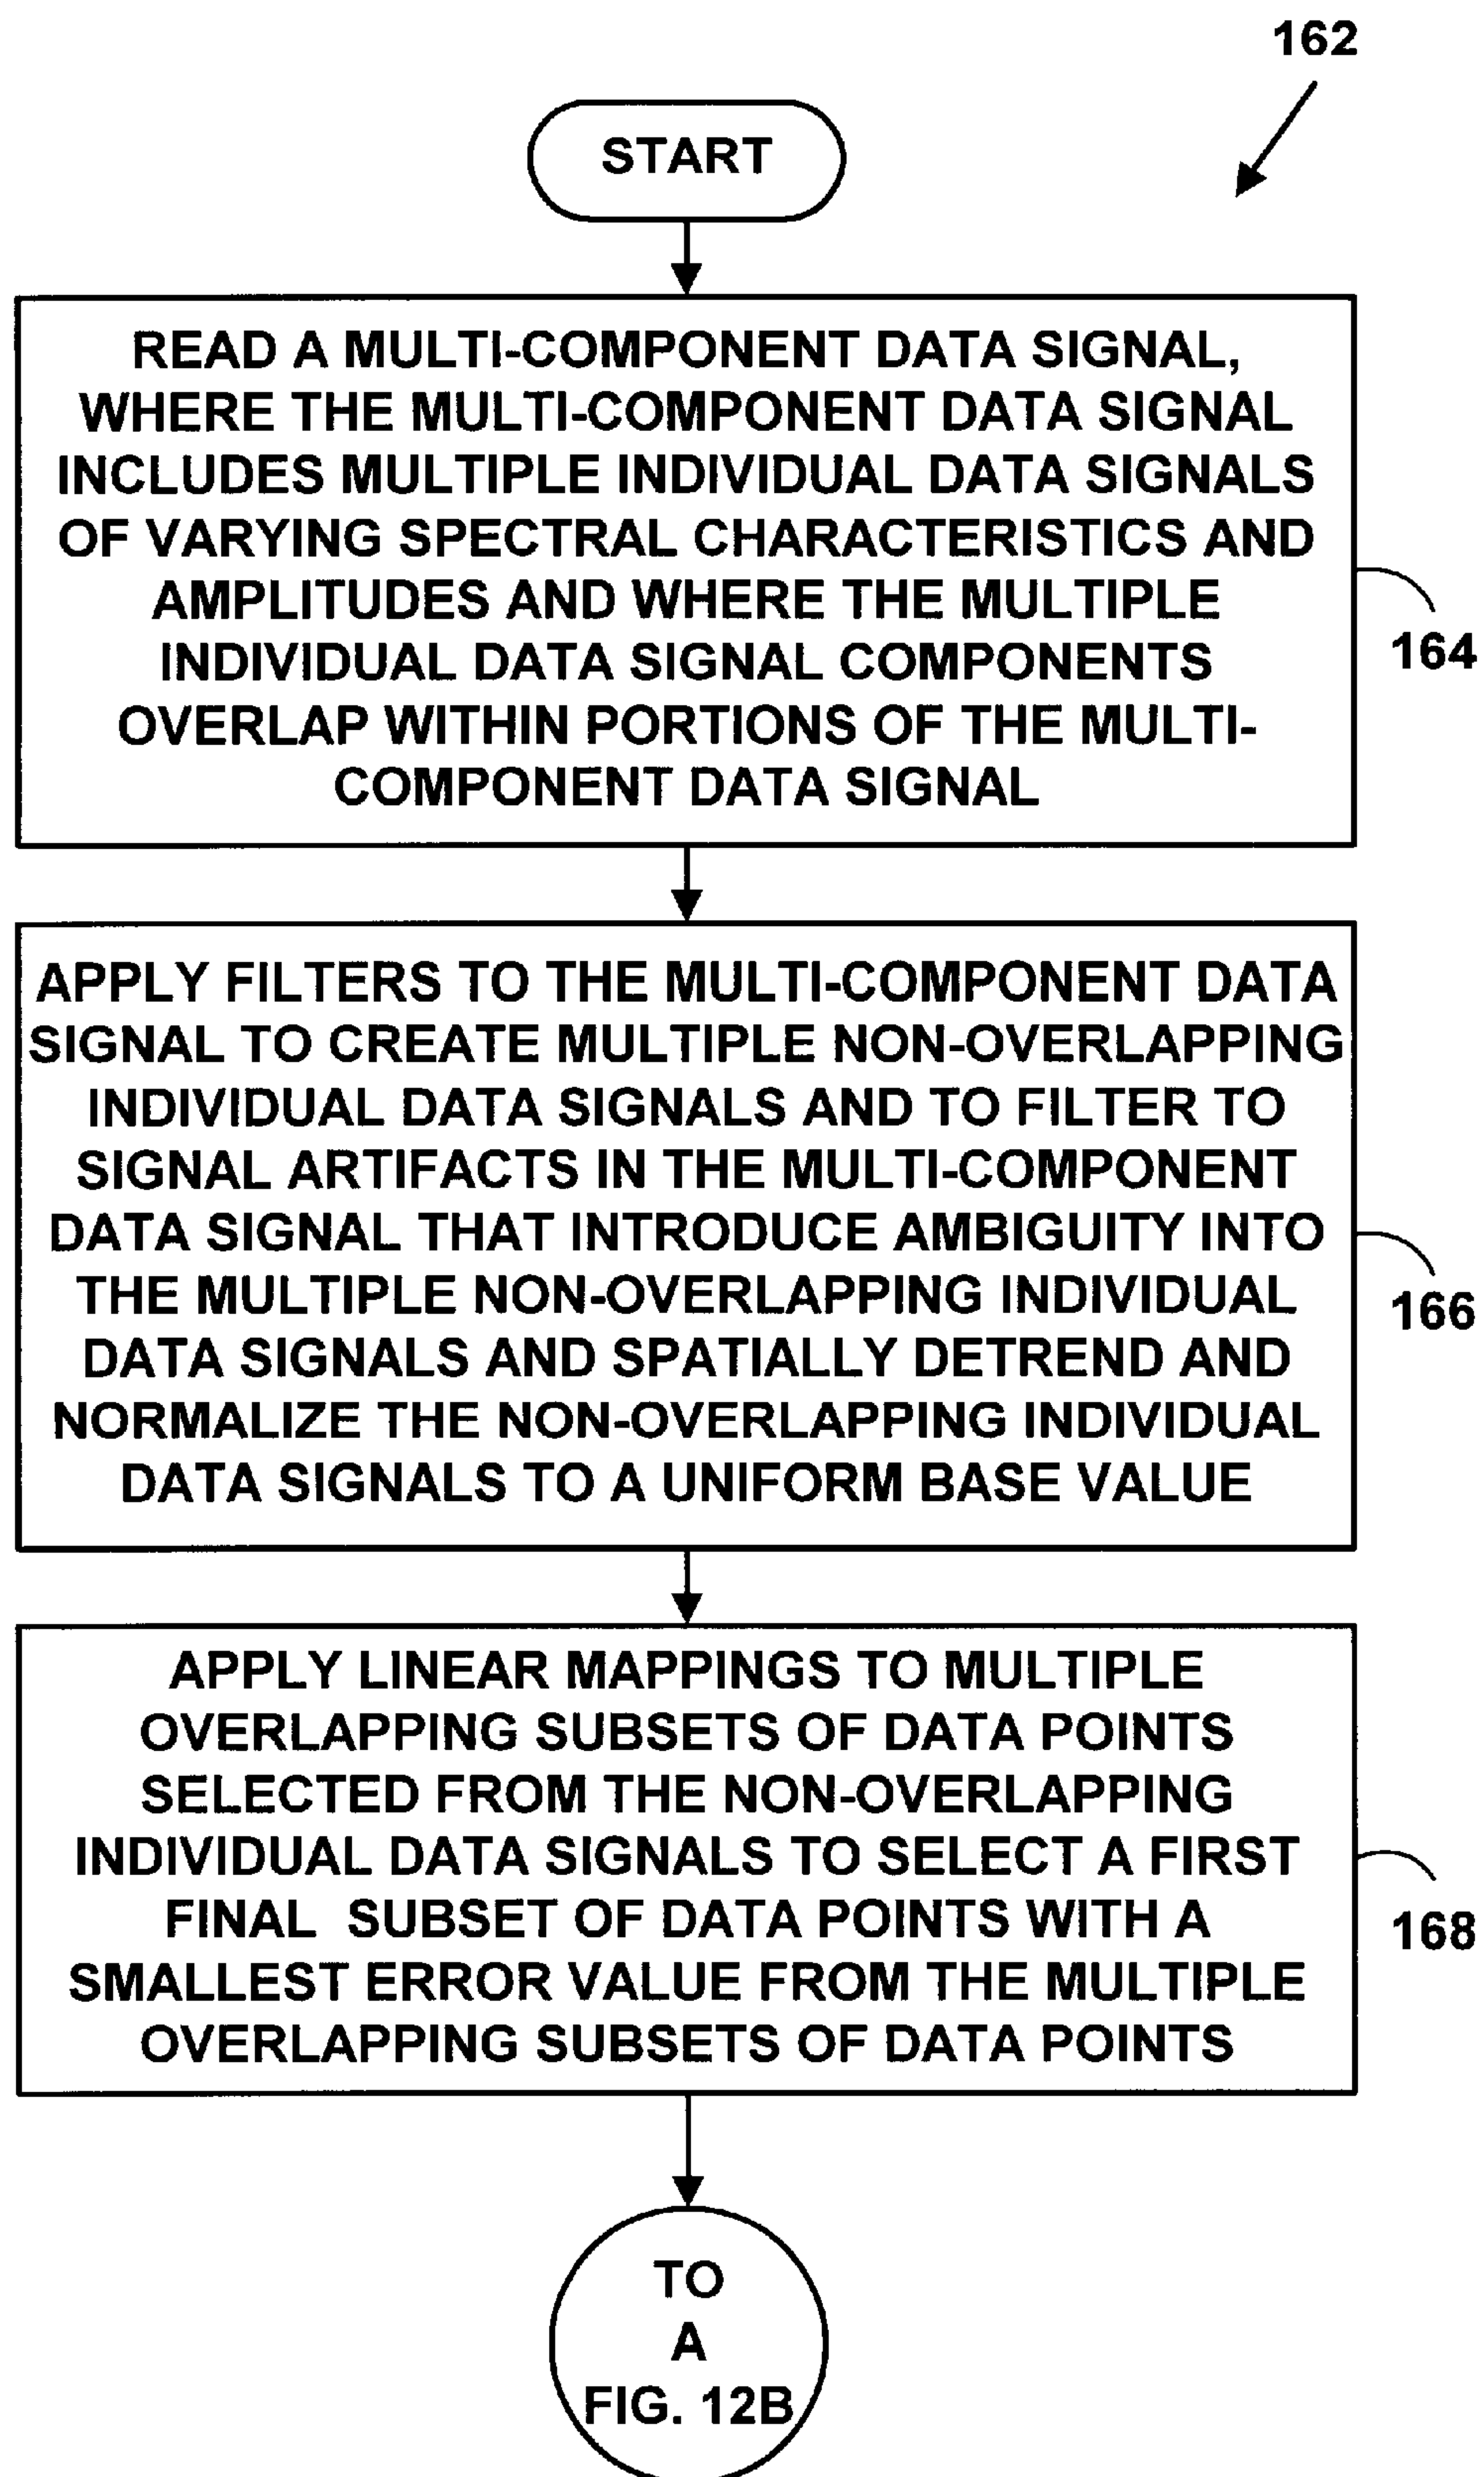 162
START
READ A MULTI-COMPONENT DATA SIGNAL,
WHERE THE MULTI-COMPONENT DATA SIGNAL
INCLUDES MULTIPLE INDIVIDUAL DATA SIGNALS
OF VARYING SPECTRAL CHARACTERISTICS AND
AMPLITUDES AND WHERE THE MULTIPLE
INDIVIDUAL DATA SIGNAL COMPONENTS
OVERLAP WITHIN PORTIONS OF THE MULTI-
COMPONENT DATA SIGNAL
164
APPLY FILTERS TO THE MULTI-COMPONENT DATA
SIGNAL TO CREATE MULTIPLE NON-OVERLAPPING
INDIVIDUAL DATA SIGNALS AND TO FILTER TO
SIGNAL ARTIFACTS IN THE MULTI-COMPONENT
DATA SIGNAL THAT INTRODUCE AMBIGUITY INTO
THE MULTIPLE NON-OVERLAPPING INDIVIDUAL
DATA SIGNALS AND SPATIALLY DETREND AND
NORMALIZE THE NON-OVERLAPPING INDIVIDUAL
DATA SIGNALS TO A UNIFORM BASE VALUE
166
APPLY LINEAR MAPPINGS TO MULTIPLE
OVERLAPPING SUBSETS OF DATA POINTS
SELECTED FROM THE NON-OVERLAPPING
INDIVIDUAL DATA SIGNALS TO SELECT A FIRST
FINAL SUBSET OF DATA POINTS WITH A
SMALLEST ERROR VALUE FROM THE MULTIPLE
OVERLAPPING SUBSETS OF DATA POINTS
168
TO
A
FIG. 12B